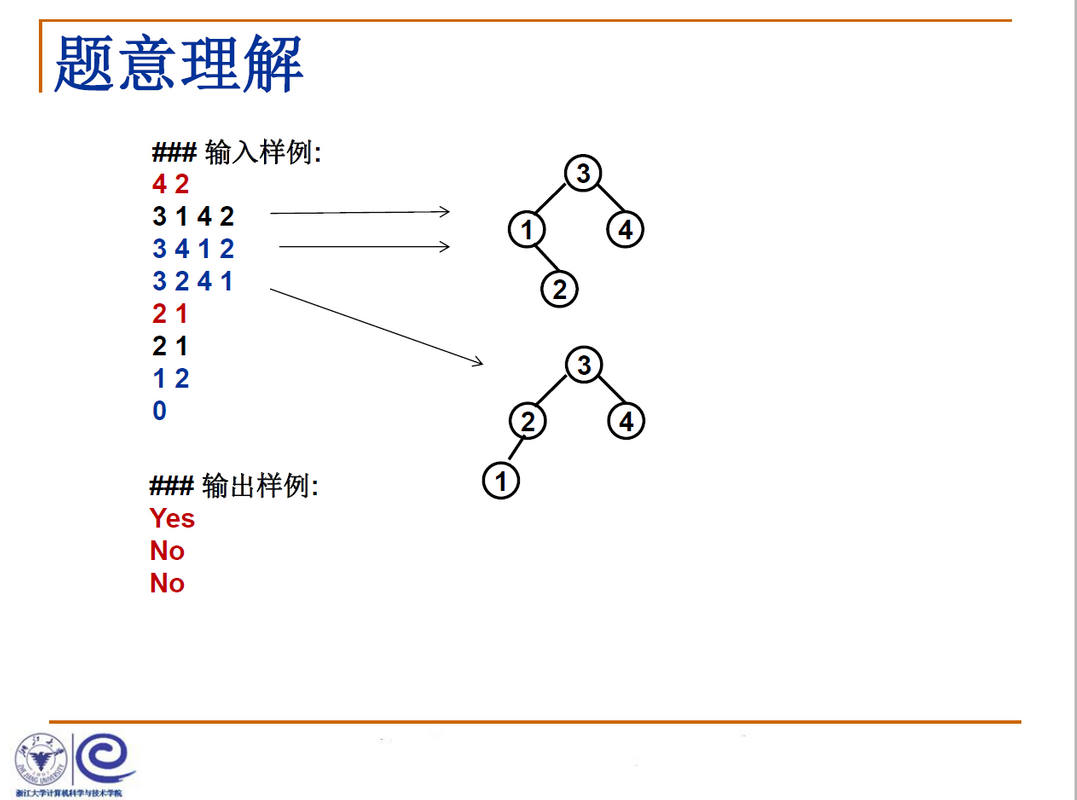 题意理解
### 输入样例:
4 2
3 1 4 2
3 4 1 2
3 2 4 1
2 1
2 1
1 2
0
### 输出样例:
Yes
No
No
3
1 4
2
3
2 4
1
浙江大学计算机科学与技术学院